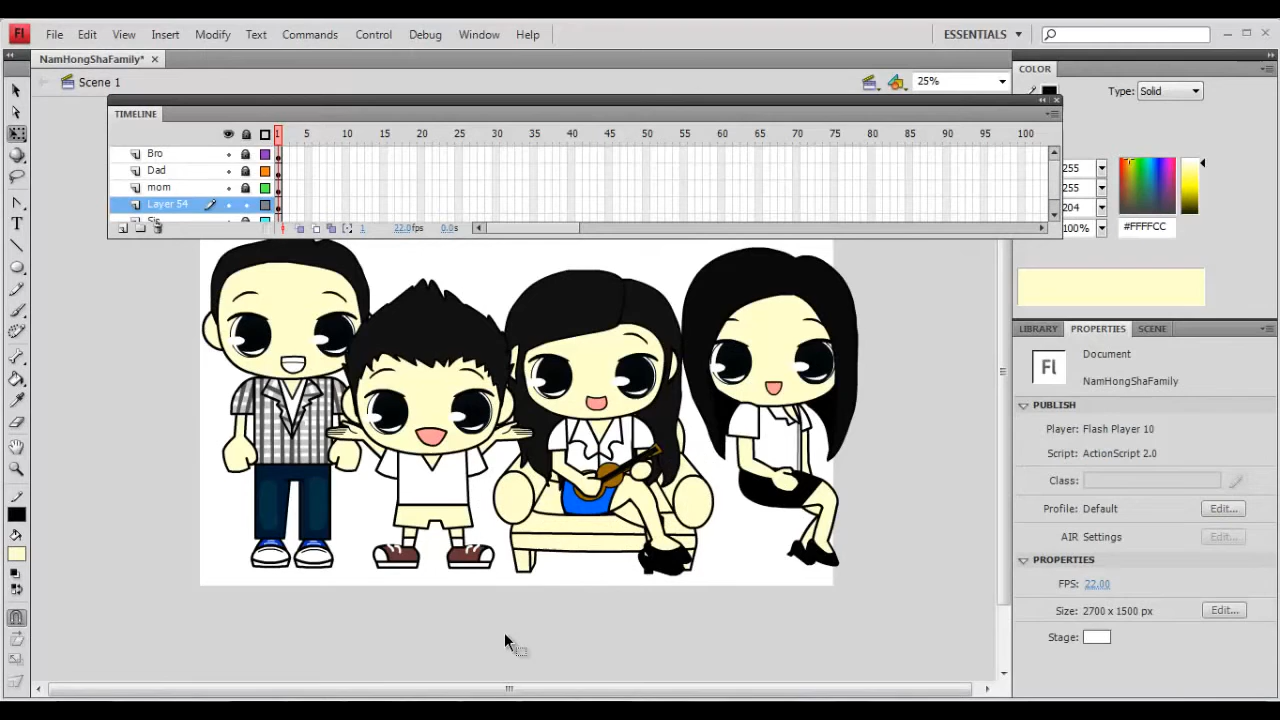 Fl File Edit View Insert Modify Text Commands Control Debug Window Help ESSENTIALS
NamHongShaFamily*
COLOR
Scene 1
25%
Type: Solid
TIMELINE
1 5 10 15 20 25 30 35 40 45 50 55 60 65 70 75 80 85 90 95 100
Bro
Dad
mom
Layer 54
Sis
1 22.0fps 0.0s
255
255
204
100%
#FFFFCC
LIBRARY PROPERTIES SCENE
Fl
Document
NamHongShaFamily
PUBLISH
Player: Flash Player 10
Script: ActionScript 2.0
Class:
Profile: Default Edit...
AIR Settings Edit...
PROPERTIES
FPS: 22.00
Size: 2700 x 1500 px Edit...
Stage: